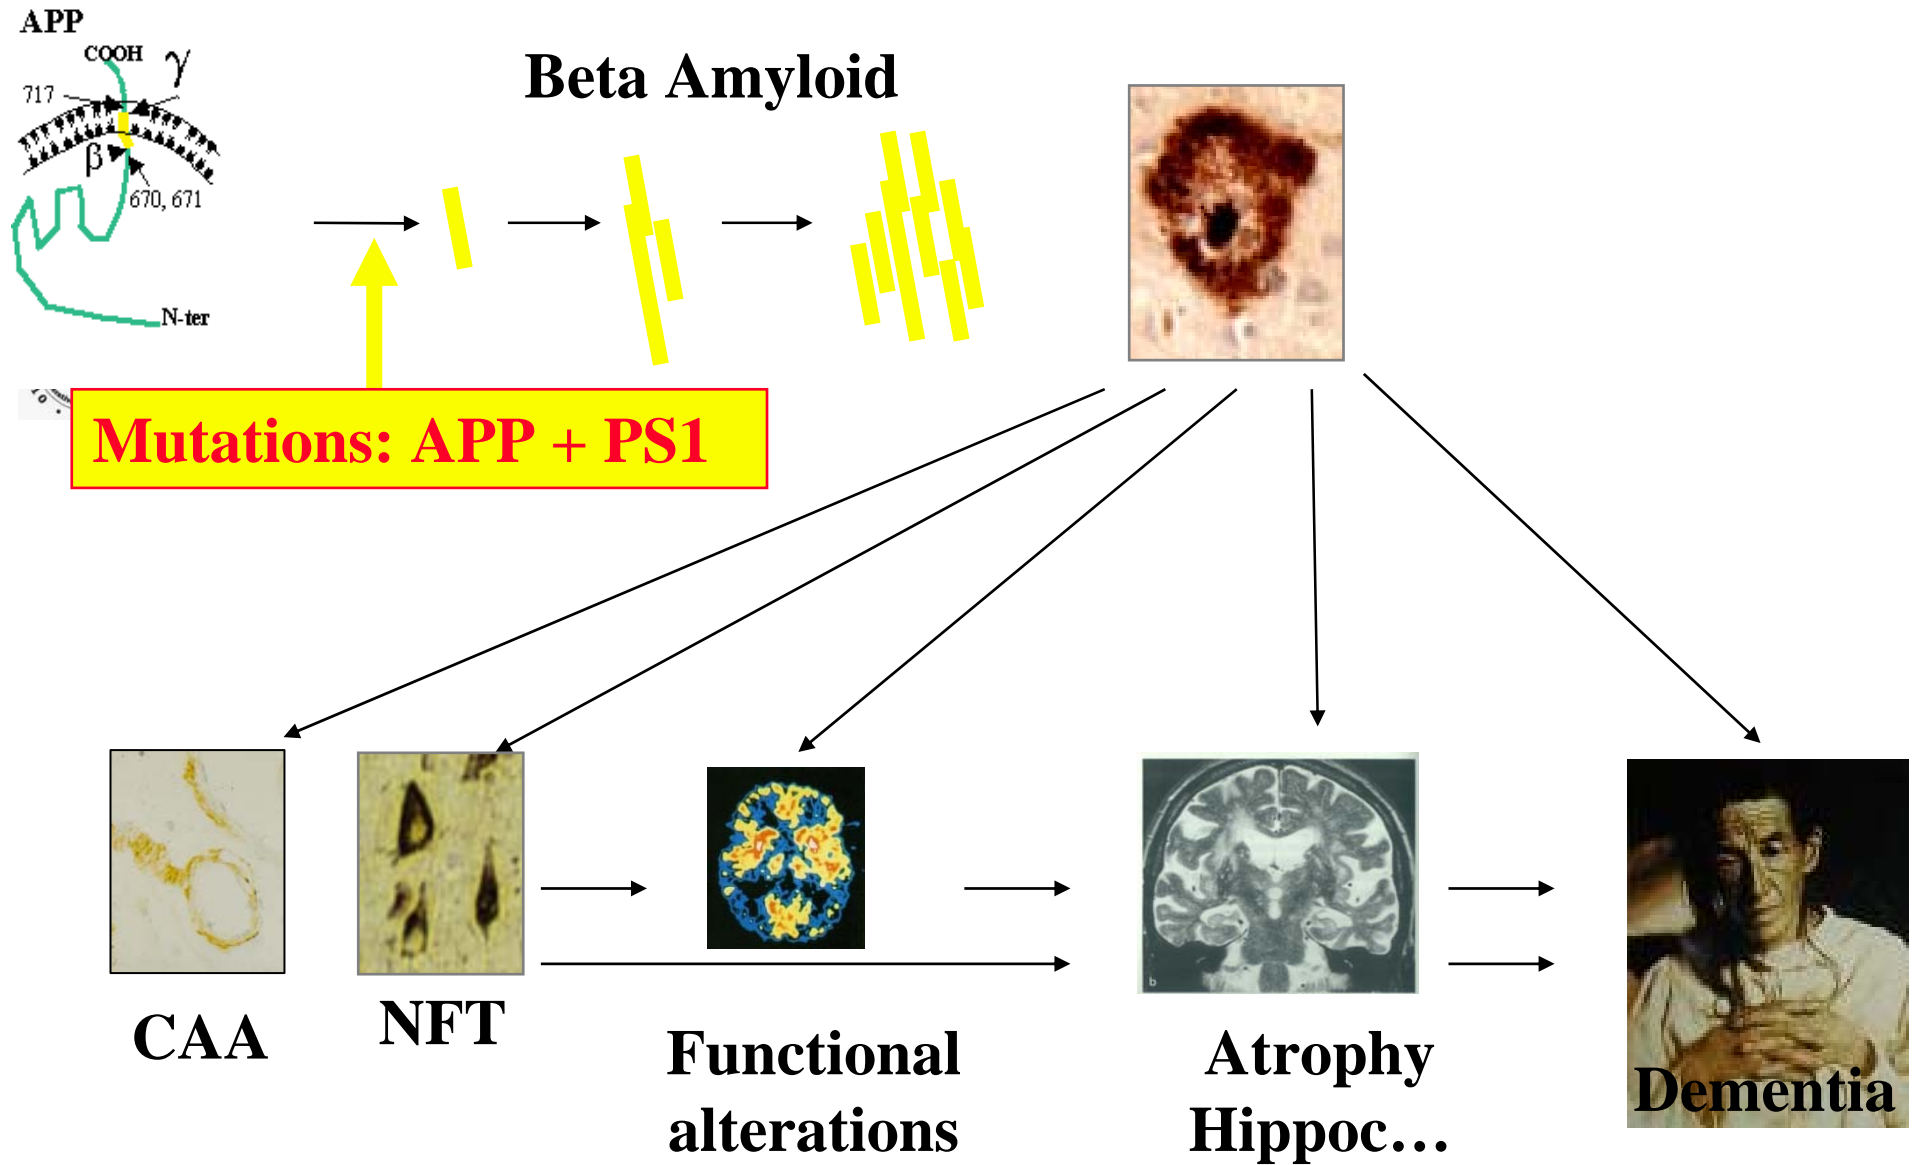 APP
COOH γ
Beta Amyloid
717
β
670, 671
N-ter
Mutations: APP + PS1
b
CAA
NFT
Functional
alterations
Atrophy
Hippoc…
Dementia